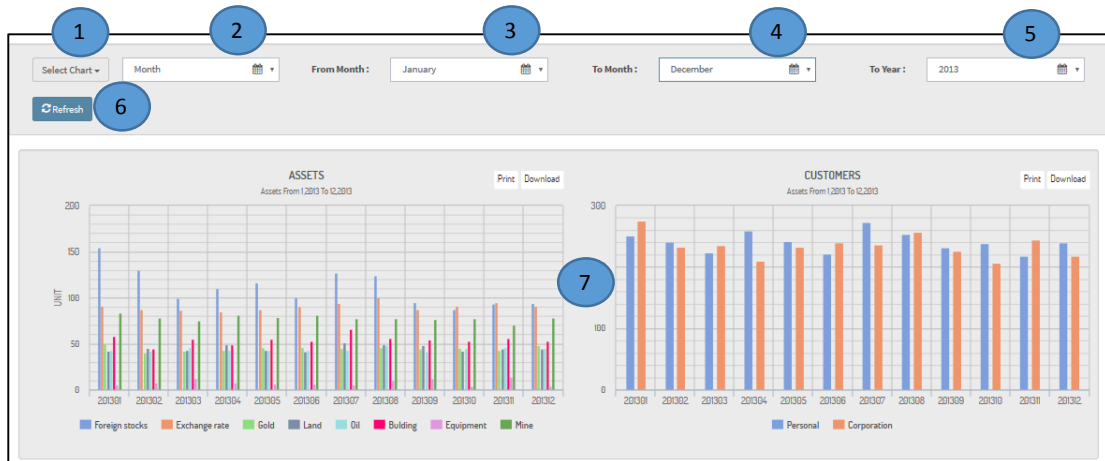 1 2 3 4 5
Select Chart Month From Month : January To Month : December To Year : 2013
Refresh 6
ASSETS
Assets From 1,2013 To 12,2013
Print Download
200
150
100
50
0
UNIT
201301 201302 201303 201304 201305 201306 201307 201308 201309 201310 201311 201312
Foreign stocks Exchange rate Gold Land Oil Bulding Equipment Mine
7
CUSTOMERS
Assets From 1,2013 To 12,2013
Print Download
300
100
0
201301 201302 201303 201304 201305 201306 201307 201308 201309 201310 201311 201312
Personal Corporation